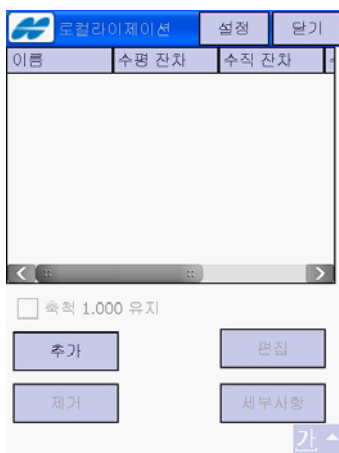 로컬라이제이션 설정 닫기
이름 수평 잔차 수직 잔차
축척 1.000 유지
추가 편집
제거 세부사항
가